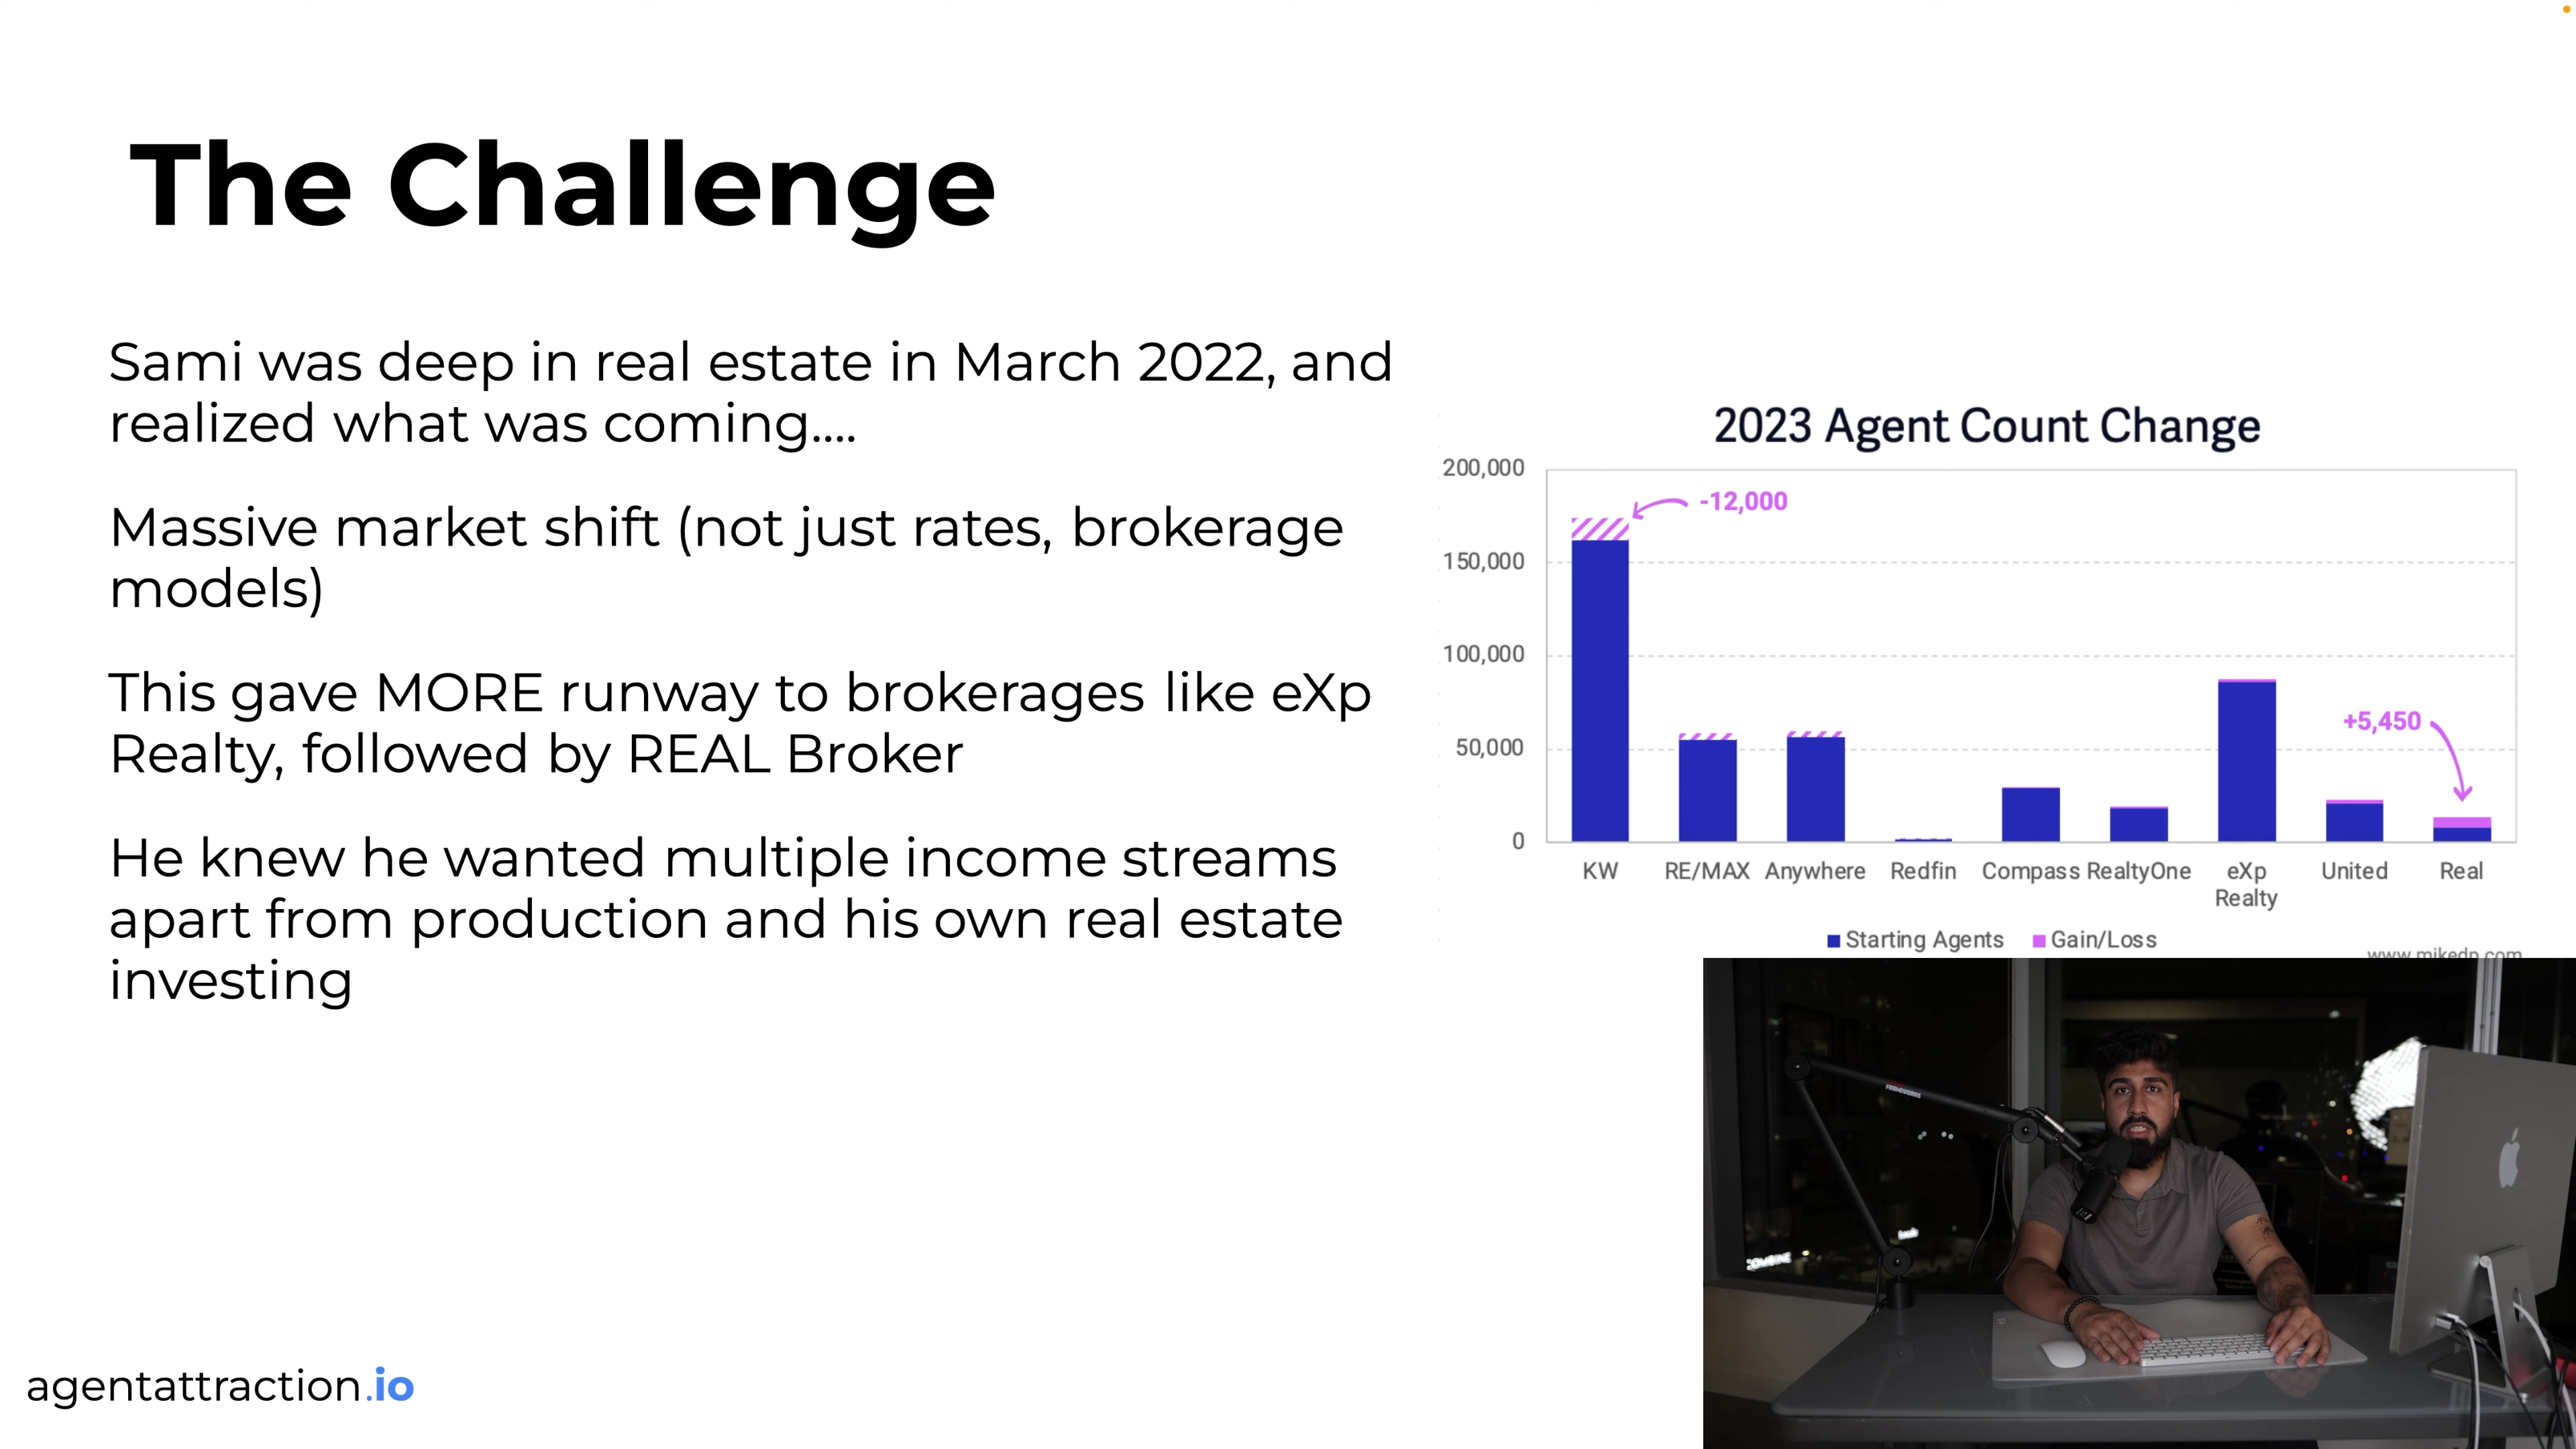 The Challenge
Sami was deep in real estate in March 2022, and
realized what was coming....
Massive market shift (not just rates, brokerage
models)
This gave MORE runway to brokerages like eXp
Realty, followed by REAL Broker
He knew he wanted multiple income streams
apart from production and his own real estate
investing
2023 Agent Count Change
200,000
150,000
100,000
50,000
0
-12,000
+5,450
KW
RE/MAX
Anywhere
Redfin
Compass
RealtyOne
eXp
Realty
United
Real
Starting Agents
Gain/Loss
www.mikedp.com
agentattraction.io